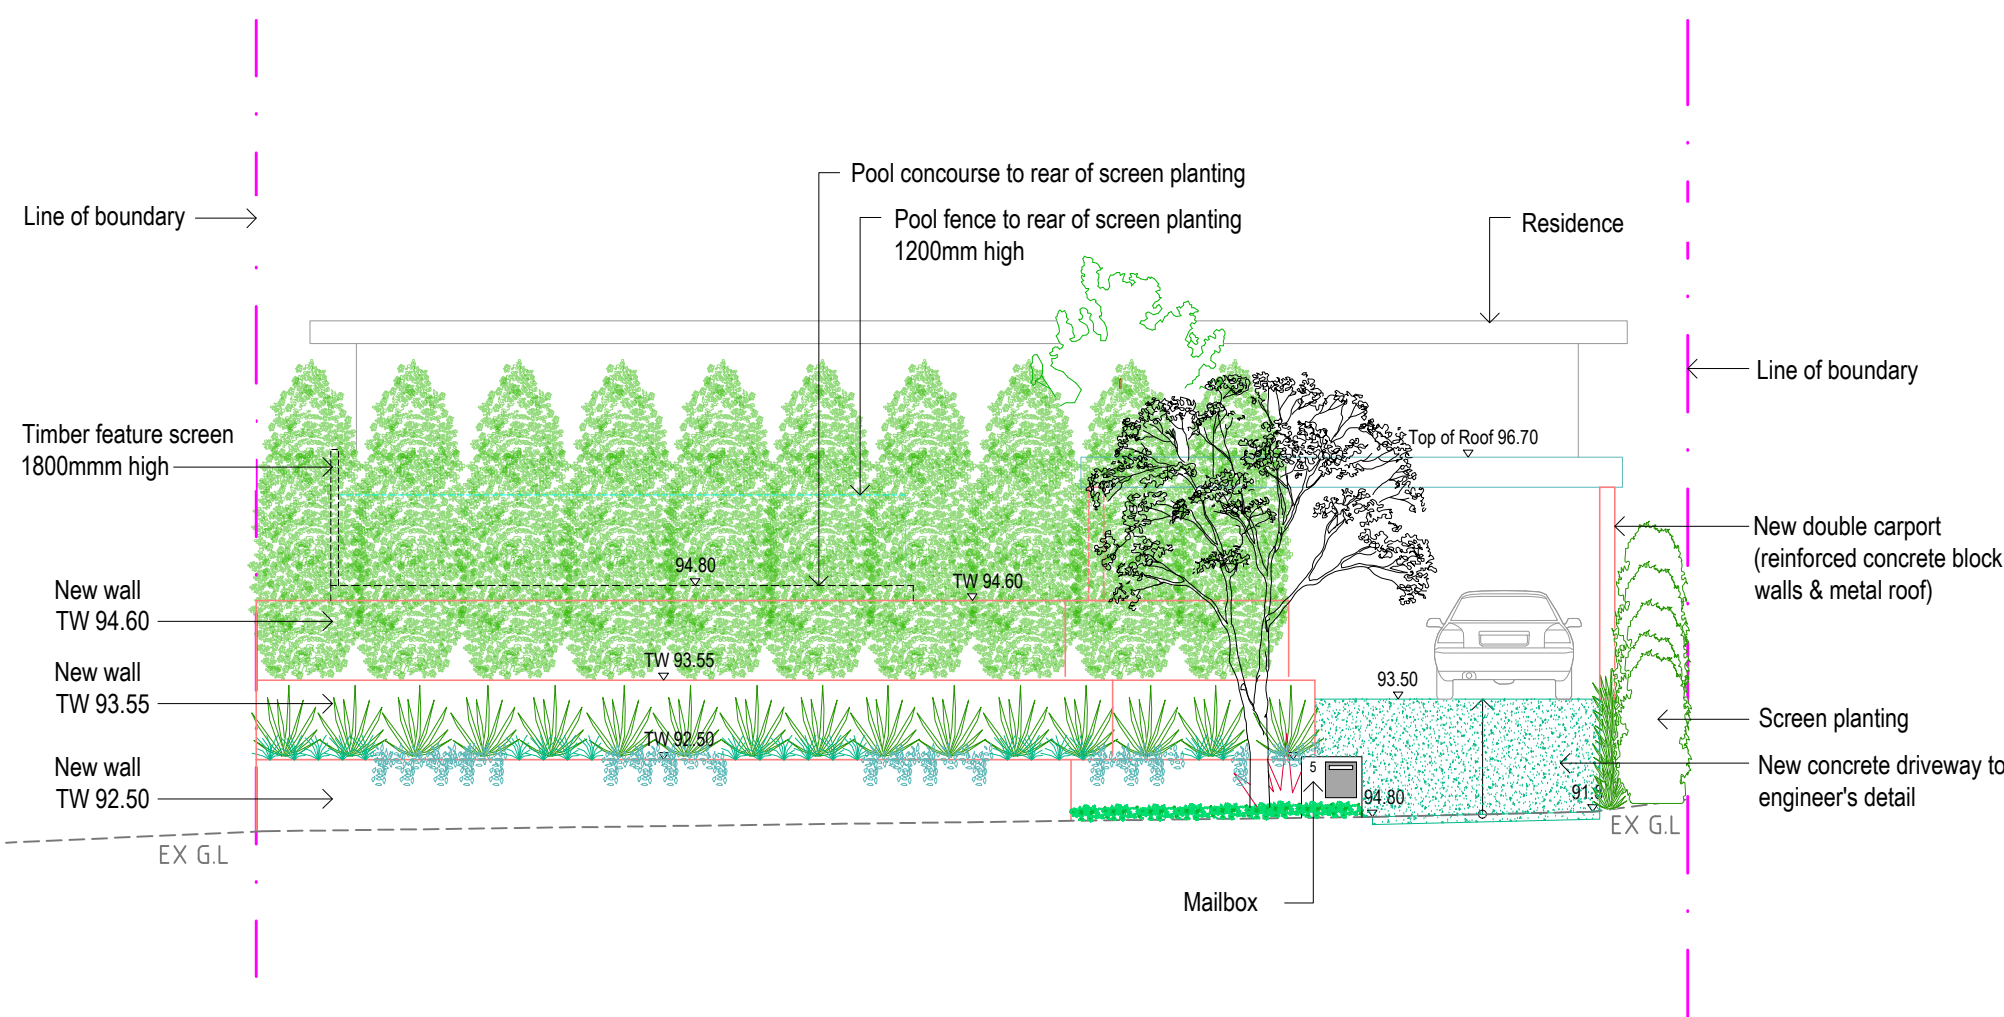 Pool concourse to rear of screen planting
Line of boundary
Pool fence to rear of screen planting
1200mm high
Residence
Line of boundary
Timber feature screen
1800mmm high
Top of Roof 96.70
New double carport
(reinforced concrete block
walls & metal roof)
94.80
TW 94.60
New wall
TW 94.60
TW 93.55
New wall
TW 93.55
93.50
Screen planting
TW 92.50
New wall
TW 92.50
5
New concrete driveway to
engineer's detail
94.80
EX G.L
EX G.L
Mailbox